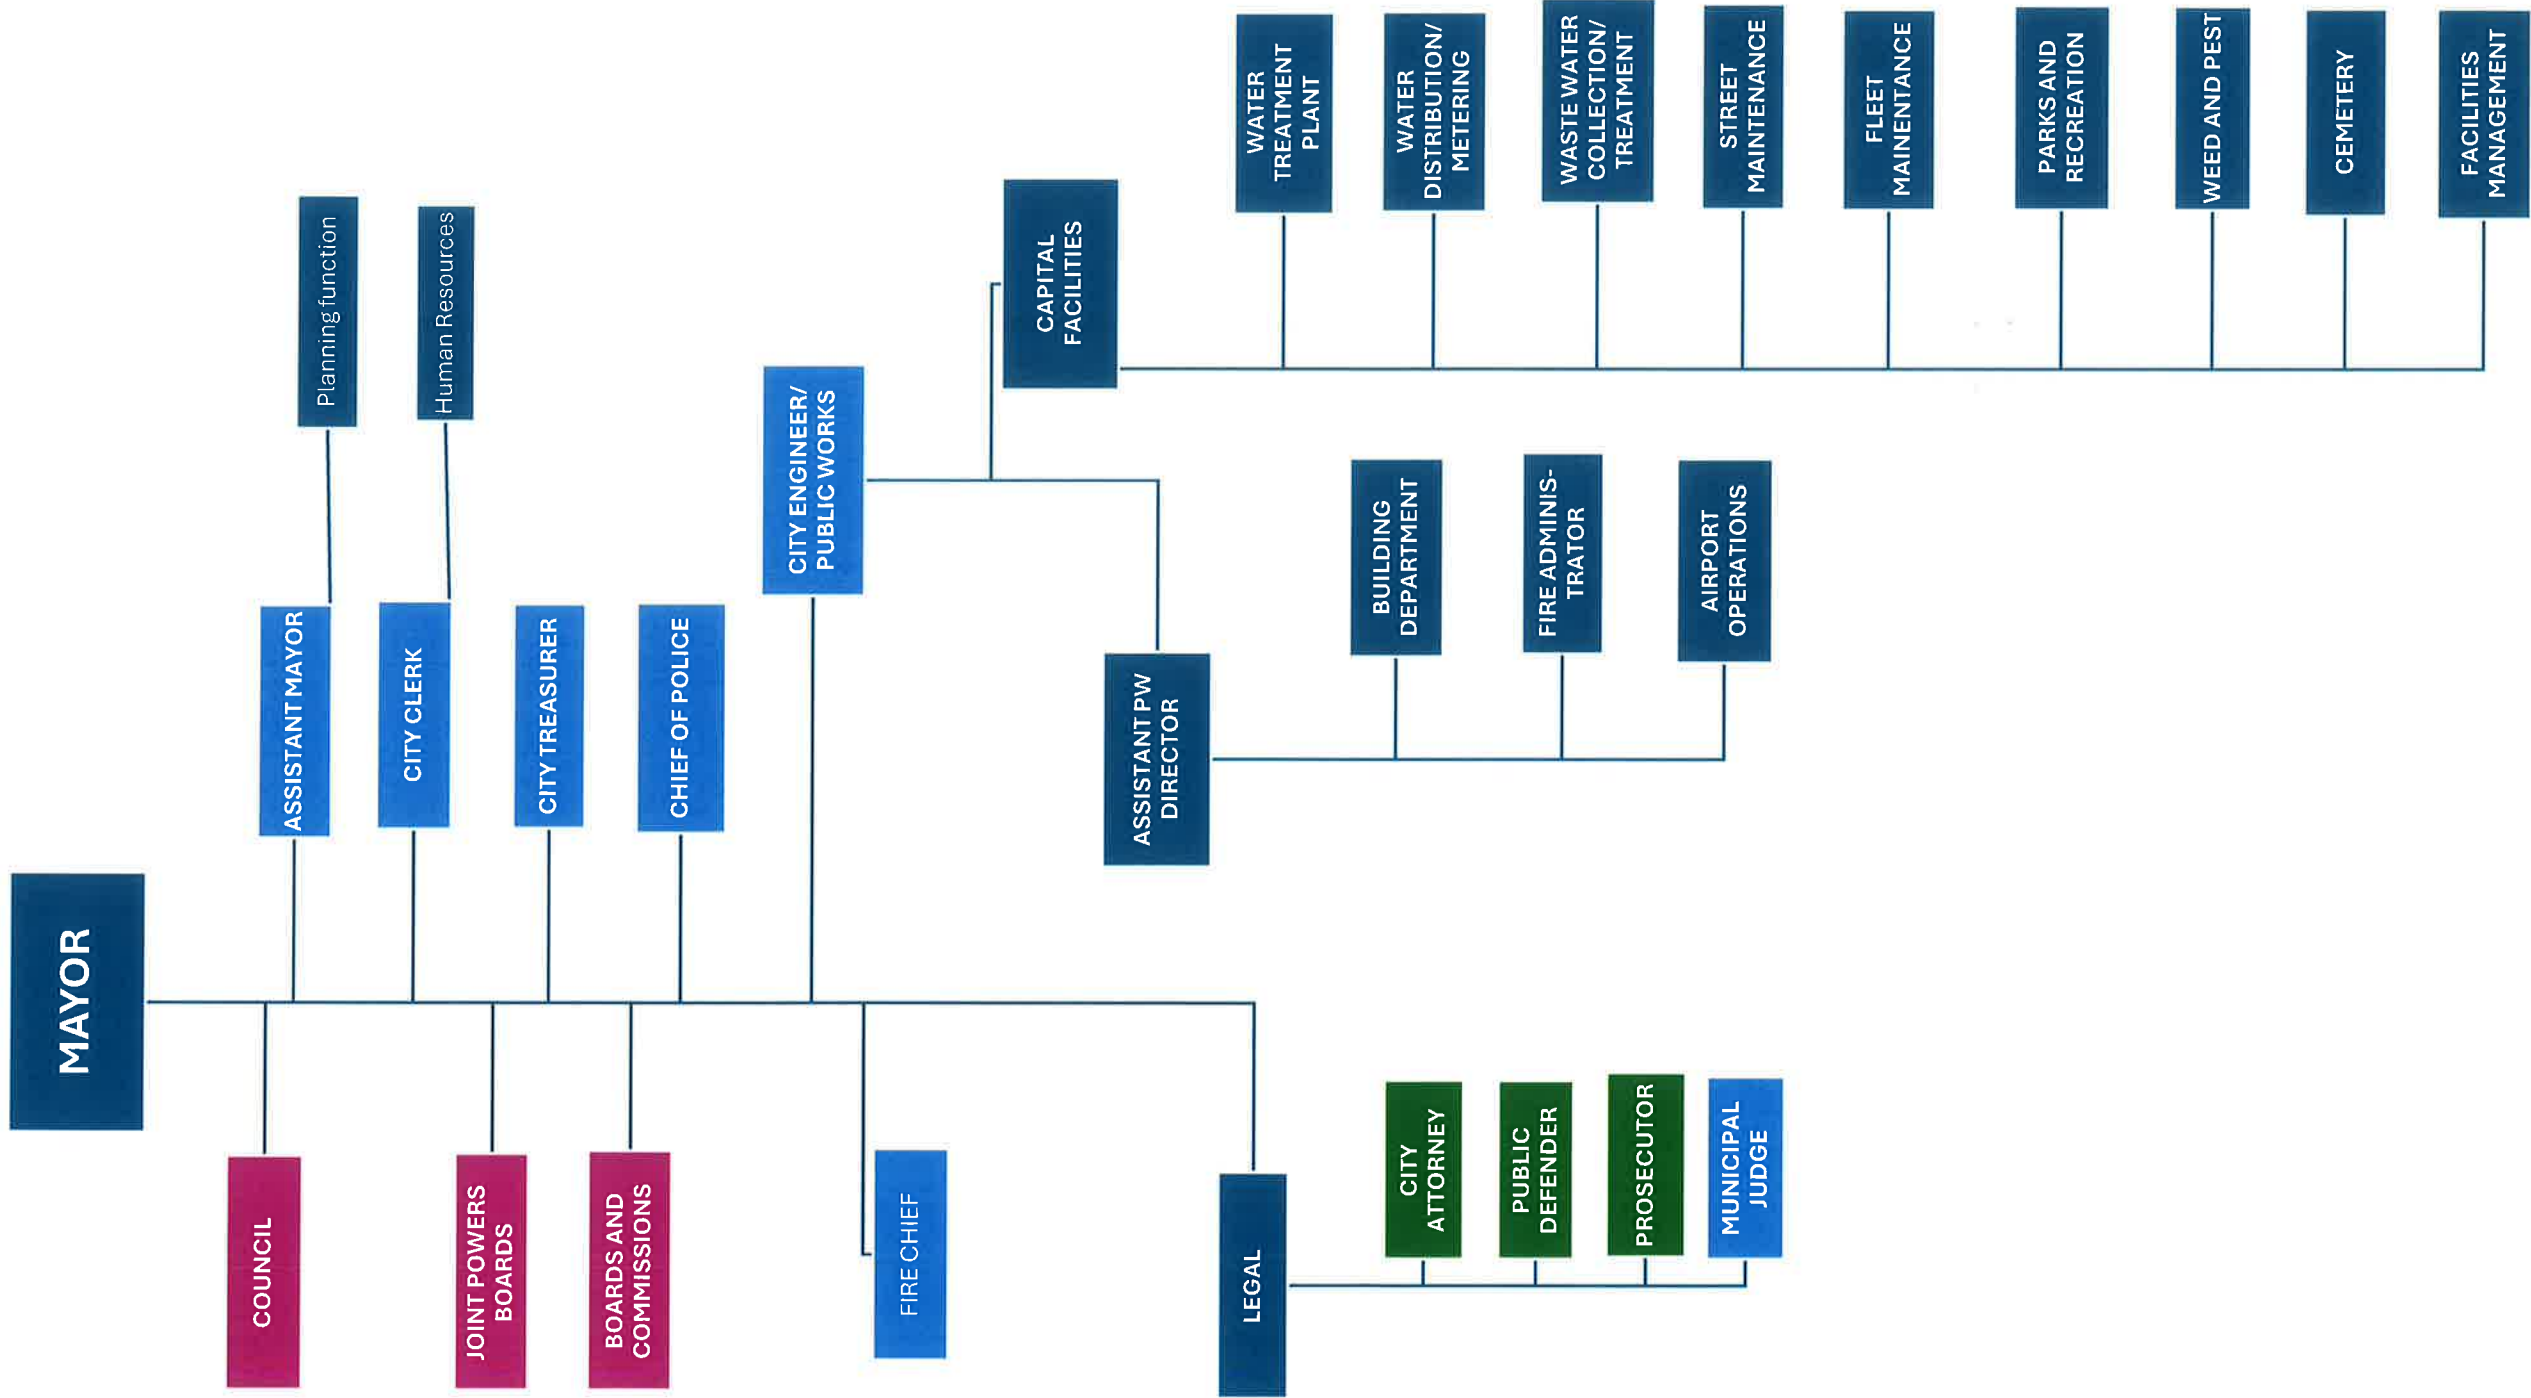 MAYOR
COUNCIL
ASSISTANT MAYOR
Planning function
CITY CLERK
Human Resources
JOINT POWERS
BOARDS
CITY TREASURER
BOARDS AND
COMMISSIONS
CHIEF OF POLICE
CITY ENGINEER/
PUBLIC WORKS
FIRE CHIEF
CAPITAL
FACILITIES
ASSISTANT PW
DIRECTOR
LEGAL
WATER
TREATMENT
PLANT
WATER
DISTRIBUTION/
METERING
WASTE WATER
COLLECTION/
TREATMENT
STREET
MAINTENANCE
FLEET
MAINENTANCE
PARKS AND
RECREATION
WEED AND PEST
CEMETERY
FACILITIES
MANAGEMENT
BUILDING
DEPARTMENT
FIRE ADMINIS-
TRATOR
AIRPORT
OPERATIONS
CITY
ATTORNEY
PUBLIC
DEFENDER
PROSECUTOR
MUNICIPAL
JUDGE